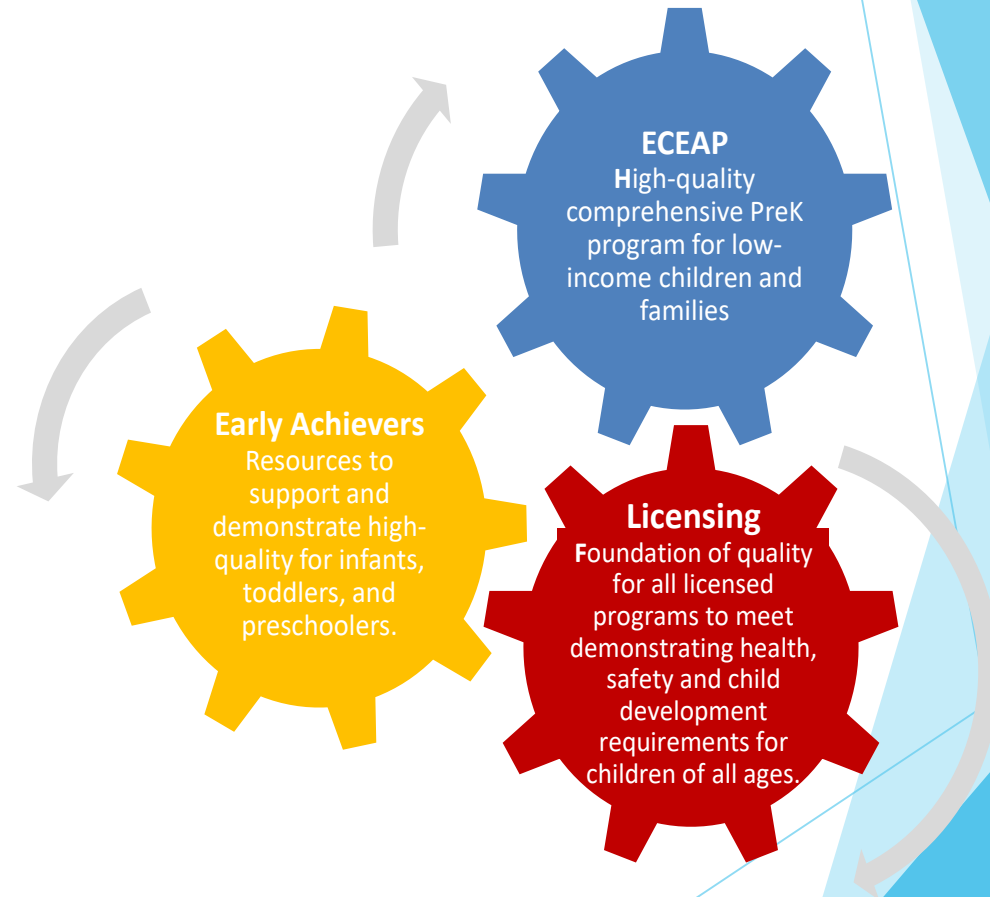 ECEAP
High-quality
comprehensive PreK
program for low-
income children and
families
Early Achievers
Resources to
support and
demonstrate high-
quality for infants,
toddlers, and
preschoolers.
Licensing
Foundation of quality
for all licensed
programs to meet
demonstrating health,
safety and child
development
requirements for
children of all ages.